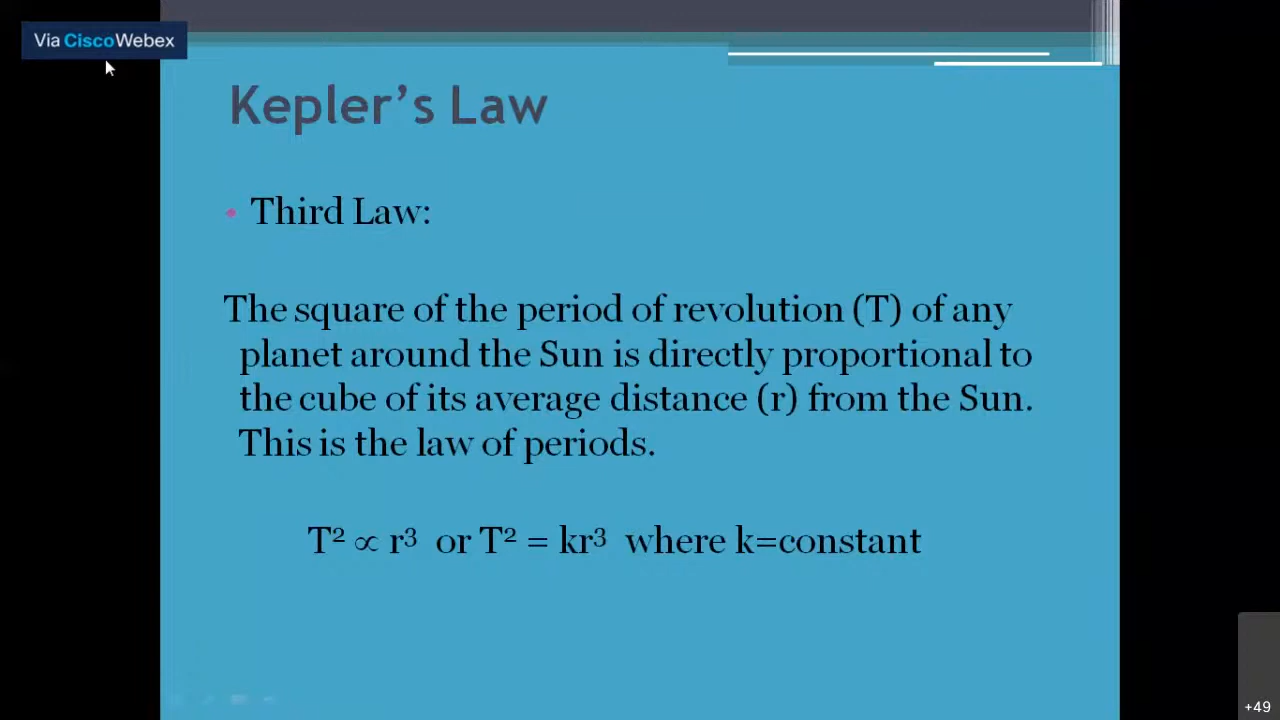 Via CiscoWebex
Kepler's Law
• Third Law:
The square of the period of revolution (T) of any
planet around the Sun is directly proportional to
the cube of its average distance (r) from the Sun.
This is the law of periods.
T² ∝ r³ or T² = kr³ where k=constant
+49